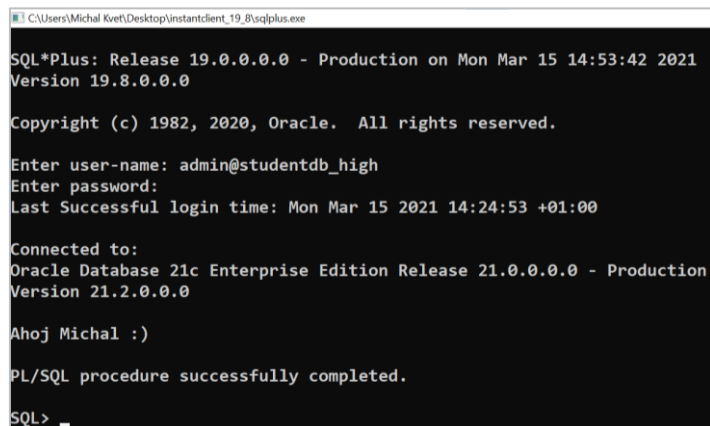 C:\Users\Michal Kvet\Desktop\instantclient_19_8\sqlplus.exe
SQL*Plus: Release 19.0.0.0.0 - Production on Mon Mar 15 14:53:42 2021
Version 19.8.0.0.0
Copyright (c) 1982, 2020, Oracle.  All rights reserved.
Enter user-name: admin@studentdb_high
Enter password:
Last Successful login time: Mon Mar 15 2021 14:24:53 +01:00
Connected to:
Oracle Database 21c Enterprise Edition Release 21.0.0.0.0 - Production
Version 21.2.0.0.0
Ahoj Michal :)
PL/SQL procedure successfully completed.
SQL> _